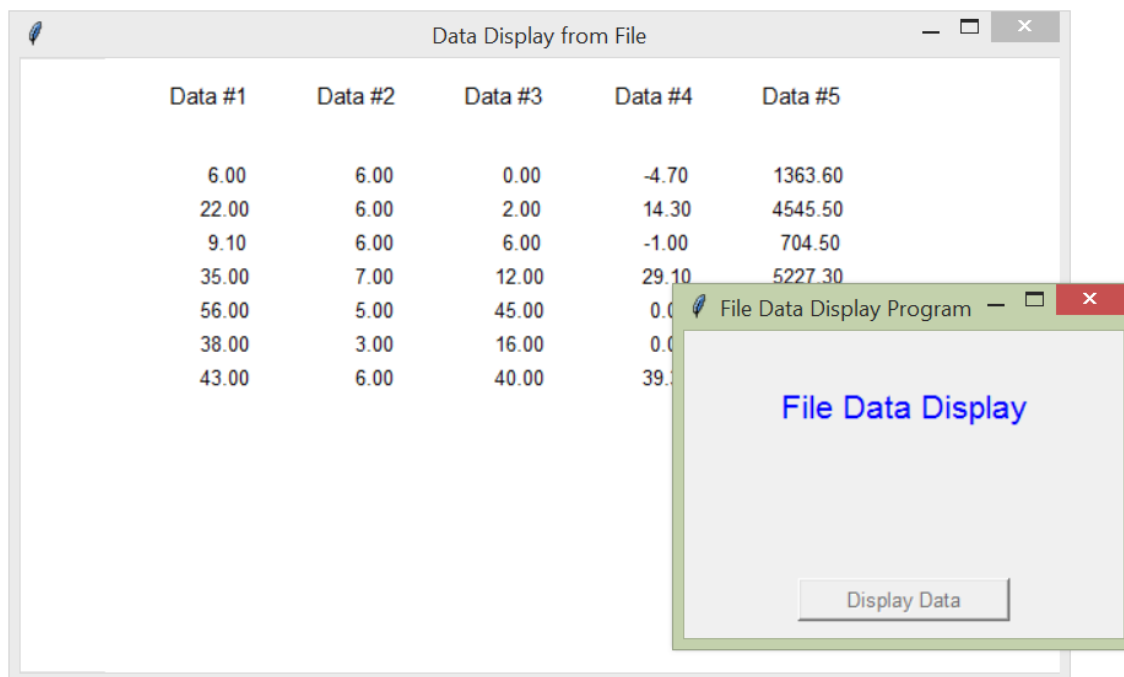 Data Display from File
Data #1 Data #2 Data #3 Data #4 Data #5
6.00 6.00 0.00 -4.70 1363.60
22.00 6.00 2.00 14.30 4545.50
9.10 6.00 6.00 -1.00 704.50
35.00 7.00 12.00 29.10 5227.30
56.00 5.00 45.00
38.00 3.00 16.00
43.00 6.00 40.00
File Data Display Program
File Data Display
Display Data